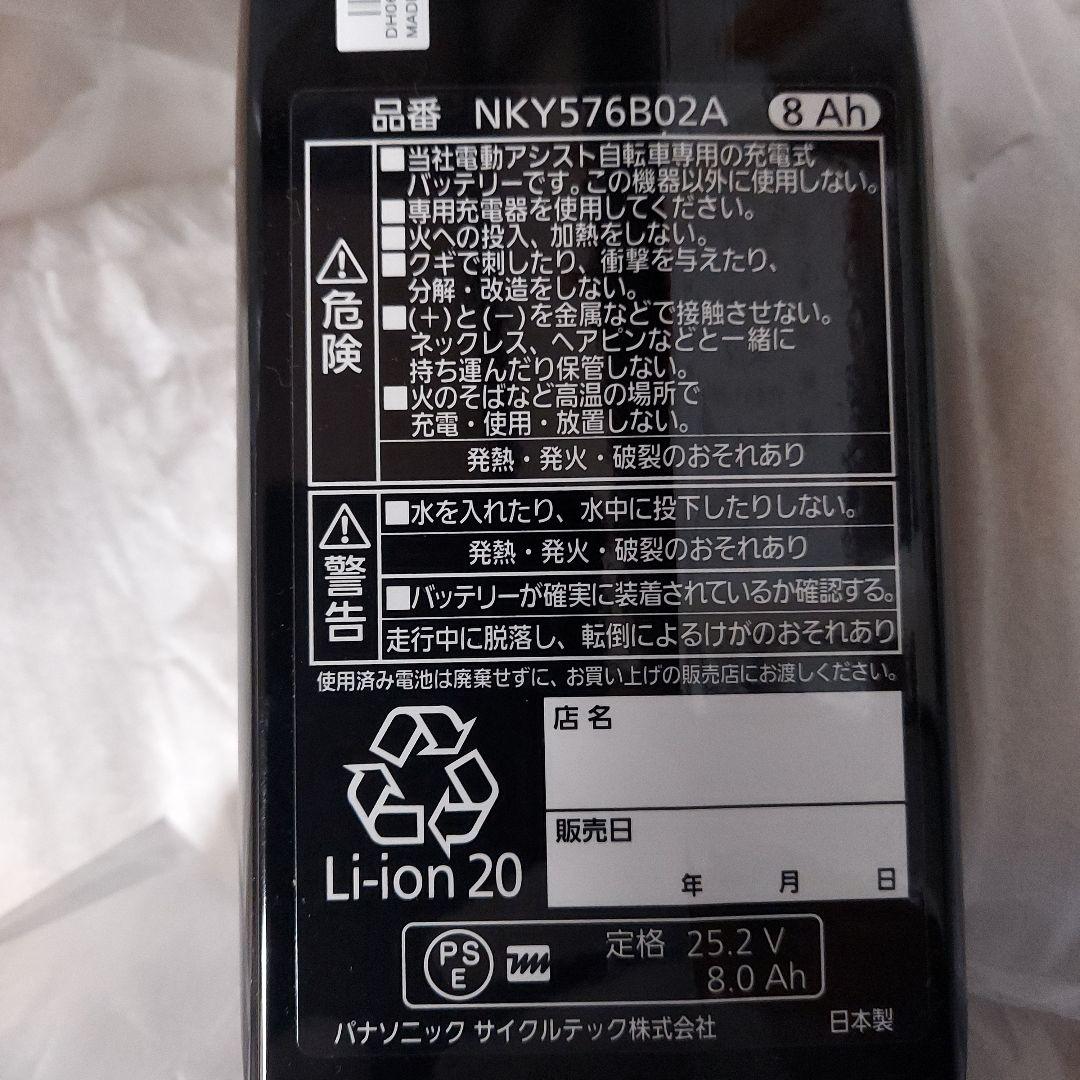 DH06
MADE
品番 NKY576B02A 8 Ah
危険
■当社電動アシスト自転車専用の充電式
バッテリーです。この機器以外に使用しない。
■専用充電器を使用してください。
■火への投入、加熱をしない。
■クギで刺したり、衝撃を与えたり、
分解・改造をしない。
■(+)と(−)を金属などで接触させない。
ネックレス、ヘアピンなどと一緒に
持ち運んだり保管しない。
■火のそばなど高温の場所で
充電・使用・放置しない。
発熱・発火・破裂のおそれあり
警告
■水を入れたり、水中に投下したりしない。
発熱・発火・破裂のおそれあり
■バッテリーが確実に装着されているか確認する。
走行中に脱落し、転倒によるけがのおそれあり
使用済み電池は廃棄せずに、お買い上げの販売店にお渡しください。
店名
販売日
年 月 日
Li-ion 20
PS
E
定格 25.2 V
8.0 Ah
パナソニック サイクルテック株式会社 日本製